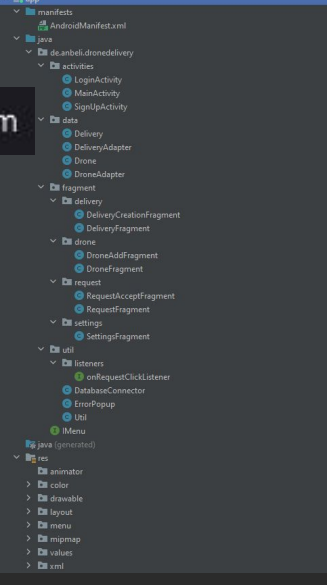 app
manifests
AndroidManifest.xml
java
de.anbeli.dronedelivery
activities
LoginActivity
MainActivity
SignUpActivity
m
data
Delivery
DeliveryAdapter
Drone
DroneAdapter
fragment
delivery
DeliveryCreationFragment
DeliveryFragment
drone
DroneAddFragment
DroneFragment
request
RequestAcceptFragment
RequestFragment
settings
SettingsFragment
util
listeners
onRequestClickListener
DatabaseConnector
ErrorPopup
Util
IMenu
java (generated)
res
animator
color
drawable
layout
menu
mipmap
values
xml